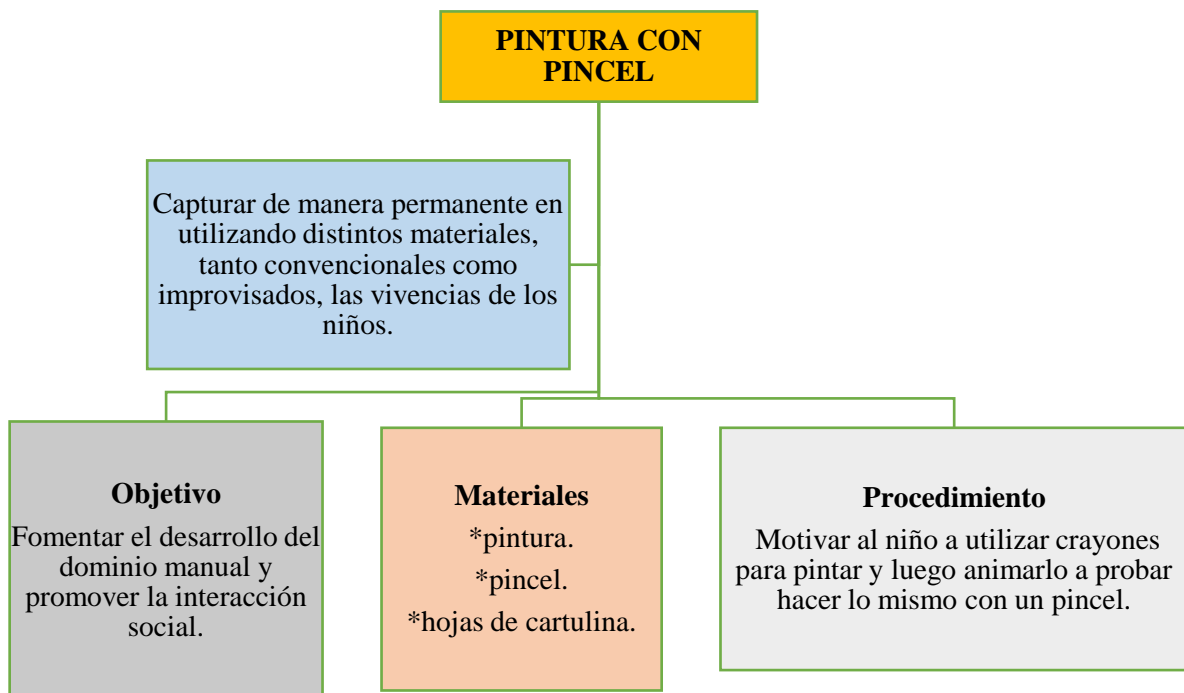 PINTURA CON
PINCEL
Capturar de manera permanente en
utilizando distintos materiales,
tanto convencionales como
improvisados, las vivencias de los
niños.
Objetivo
Fomentar el desarrollo del
dominio manual y
promover la interacción
social.
Materiales
*pintura.
*pincel.
*hojas de cartulina.
Procedimiento
Motivar al niño a utilizar crayones
para pintar y luego animarlo a probar
hacer lo mismo con un pincel.